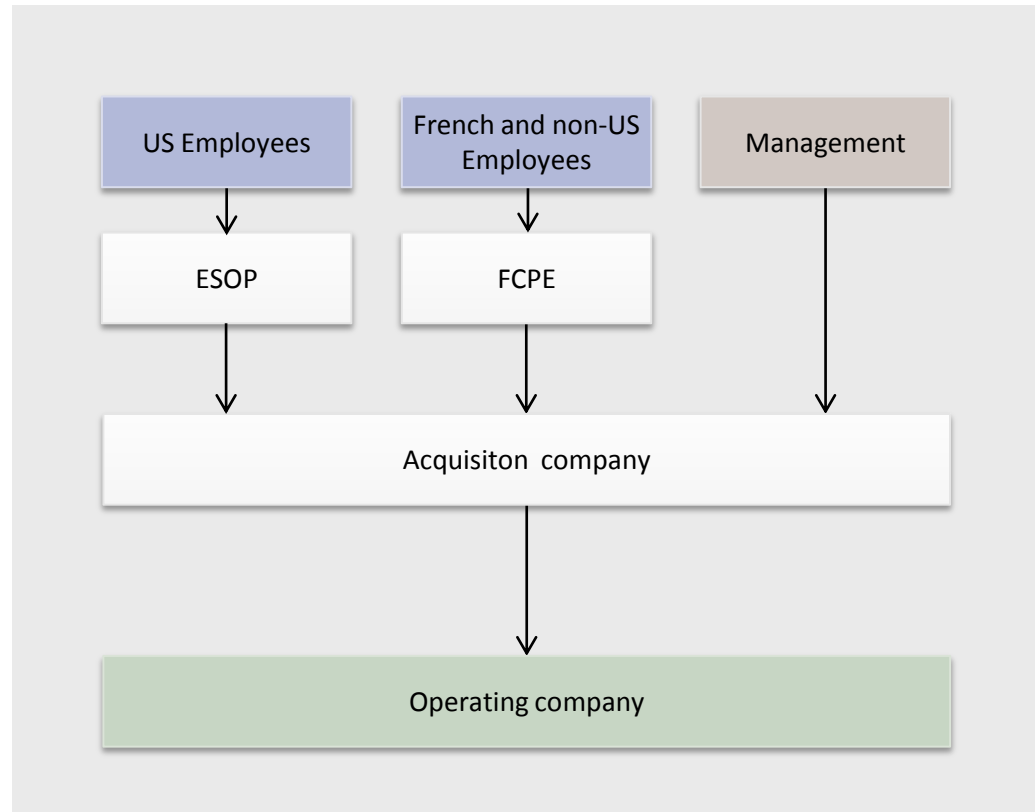 US Employees
French and non-US
Employees
Management
ESOP
FCPE
Acquisiton company
Operating company